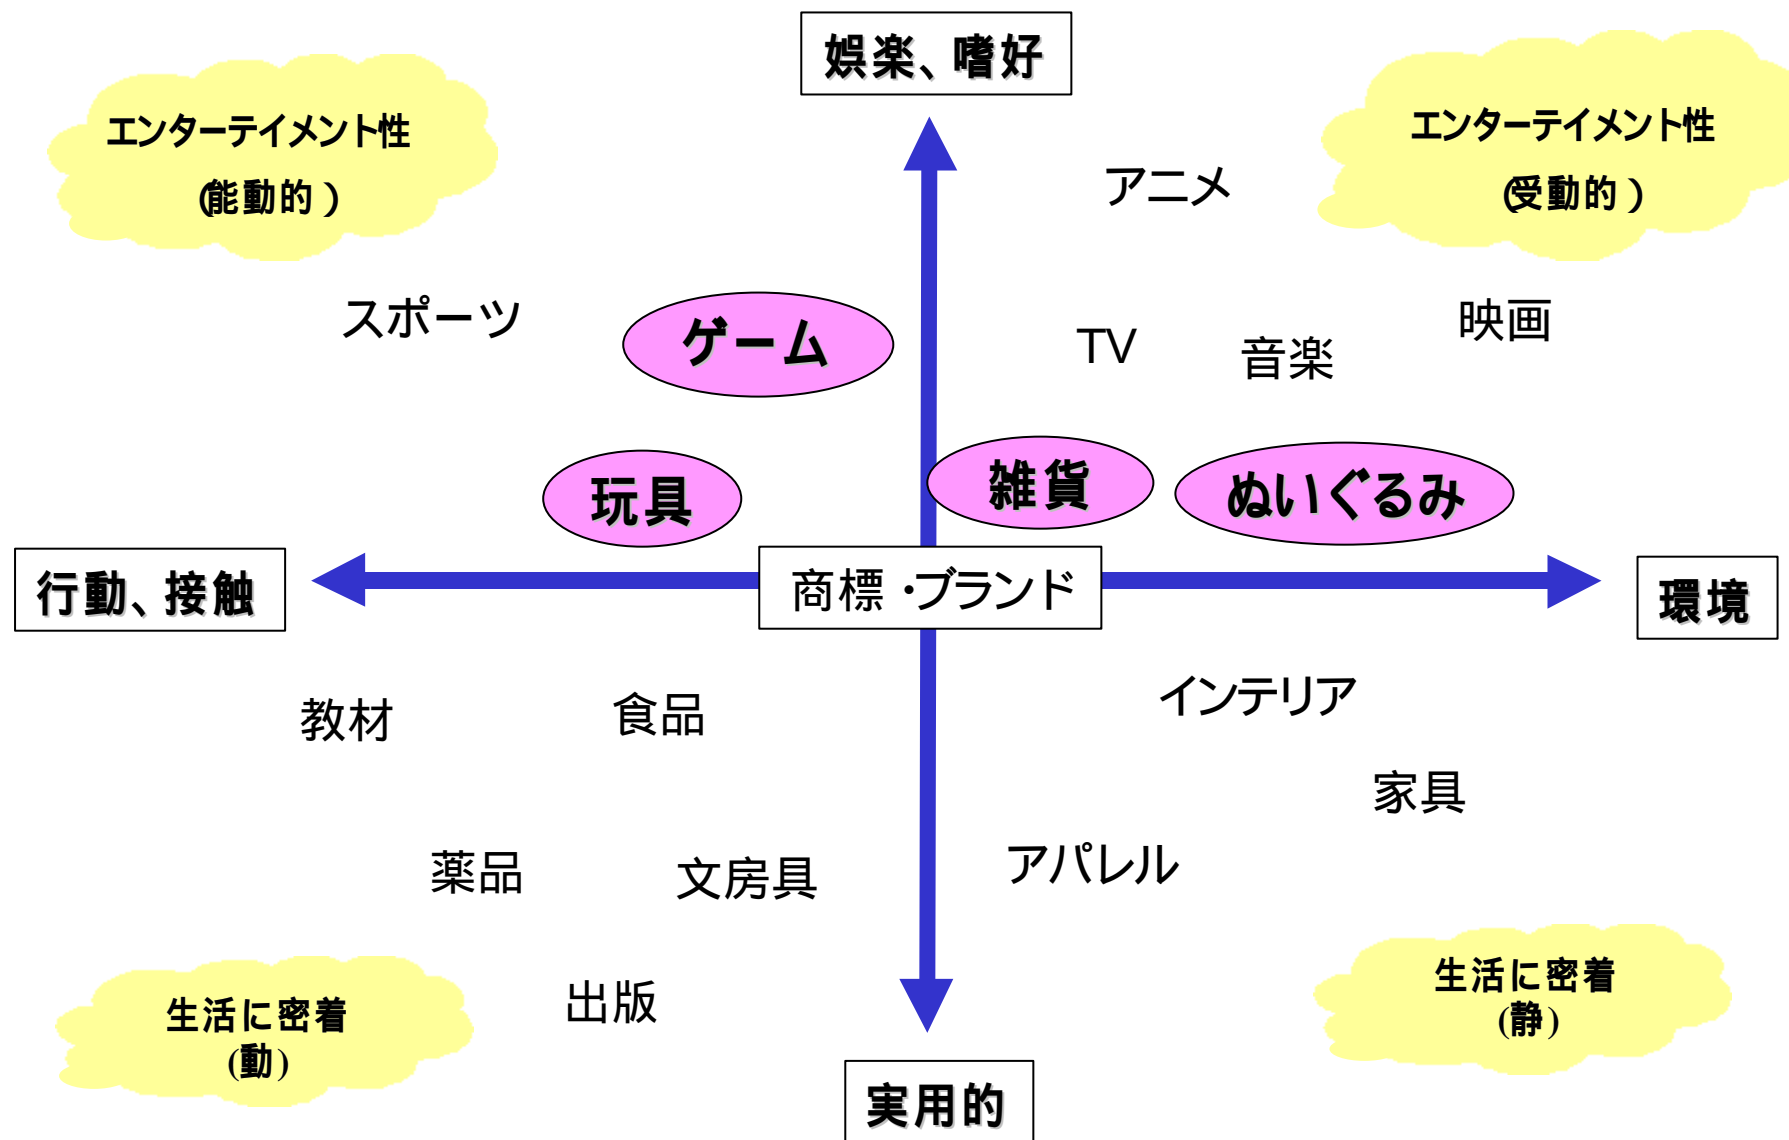 娯楽、嗜好
エンターテイメント性
(能動的)
エンターテイメント性
(受動的)
アニメ
スポーツ
ゲーム
TV
音楽
映画
玩具
雑貨
ぬいぐるみ
行動、接触
商標・ブランド
環境
教材
食品
インテリア
家具
薬品
文房具
アパレル
出版
生活に密着
(動)
生活に密着
(静)
実用的